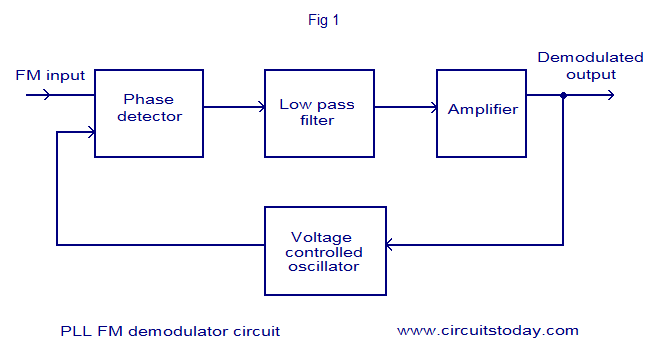 Fig 1
FM input
Phase
detector
Low pass
filter
Amplifier
Demodulated
output
Voltage
controlled
oscillator
PLL FM demodulator circuit
www.circuitstoday.com